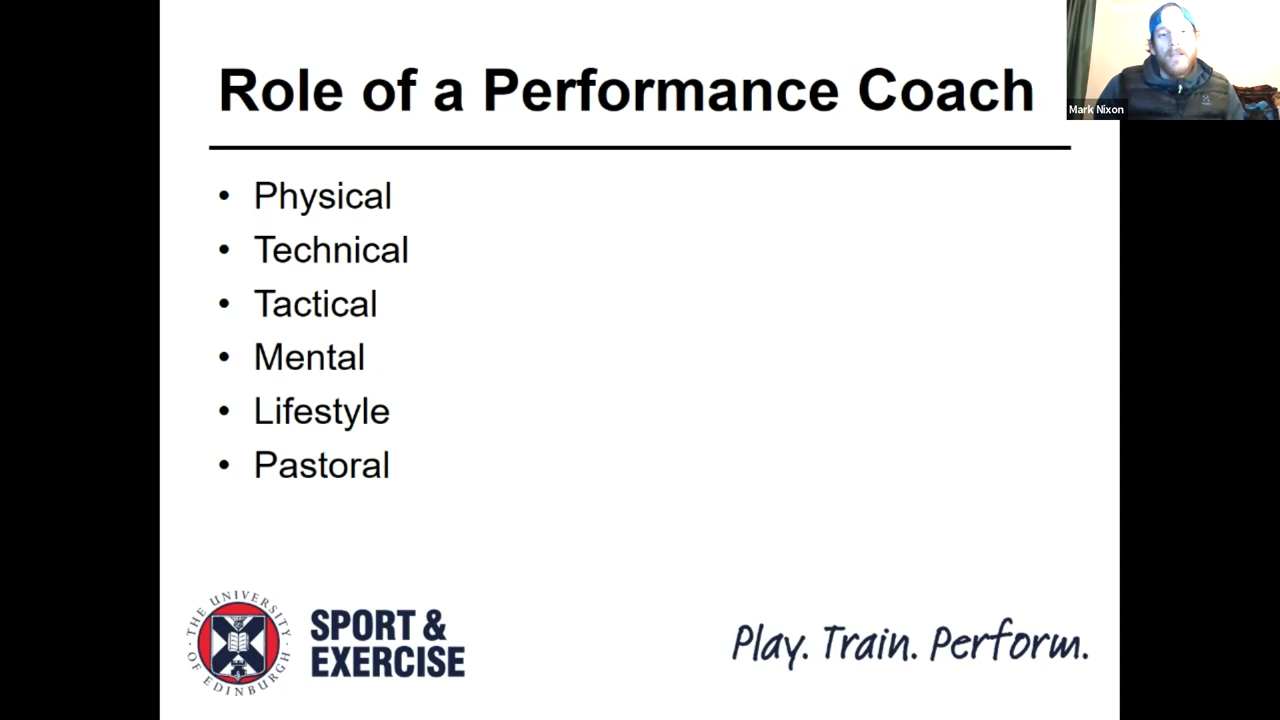 Role of a Performance Coach
Mark Nixon
• Physical
• Technical
• Tactical
• Mental
• Lifestyle
• Pastoral
THE UNIVERSITY OF EDINBURGH
SPORT &
EXERCISE
Play. Train. Perform.